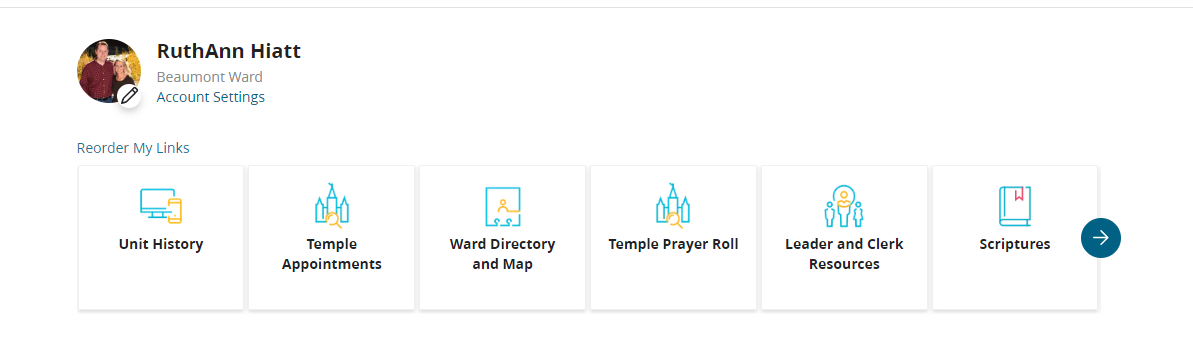 RuthAnn Hiatt
Beaumont Ward
Account Settings
Reorder My Links
Unit History
Temple
Appointments
Ward Directory
and Map
Temple Prayer Roll
Leader and Clerk
Resources
Scriptures